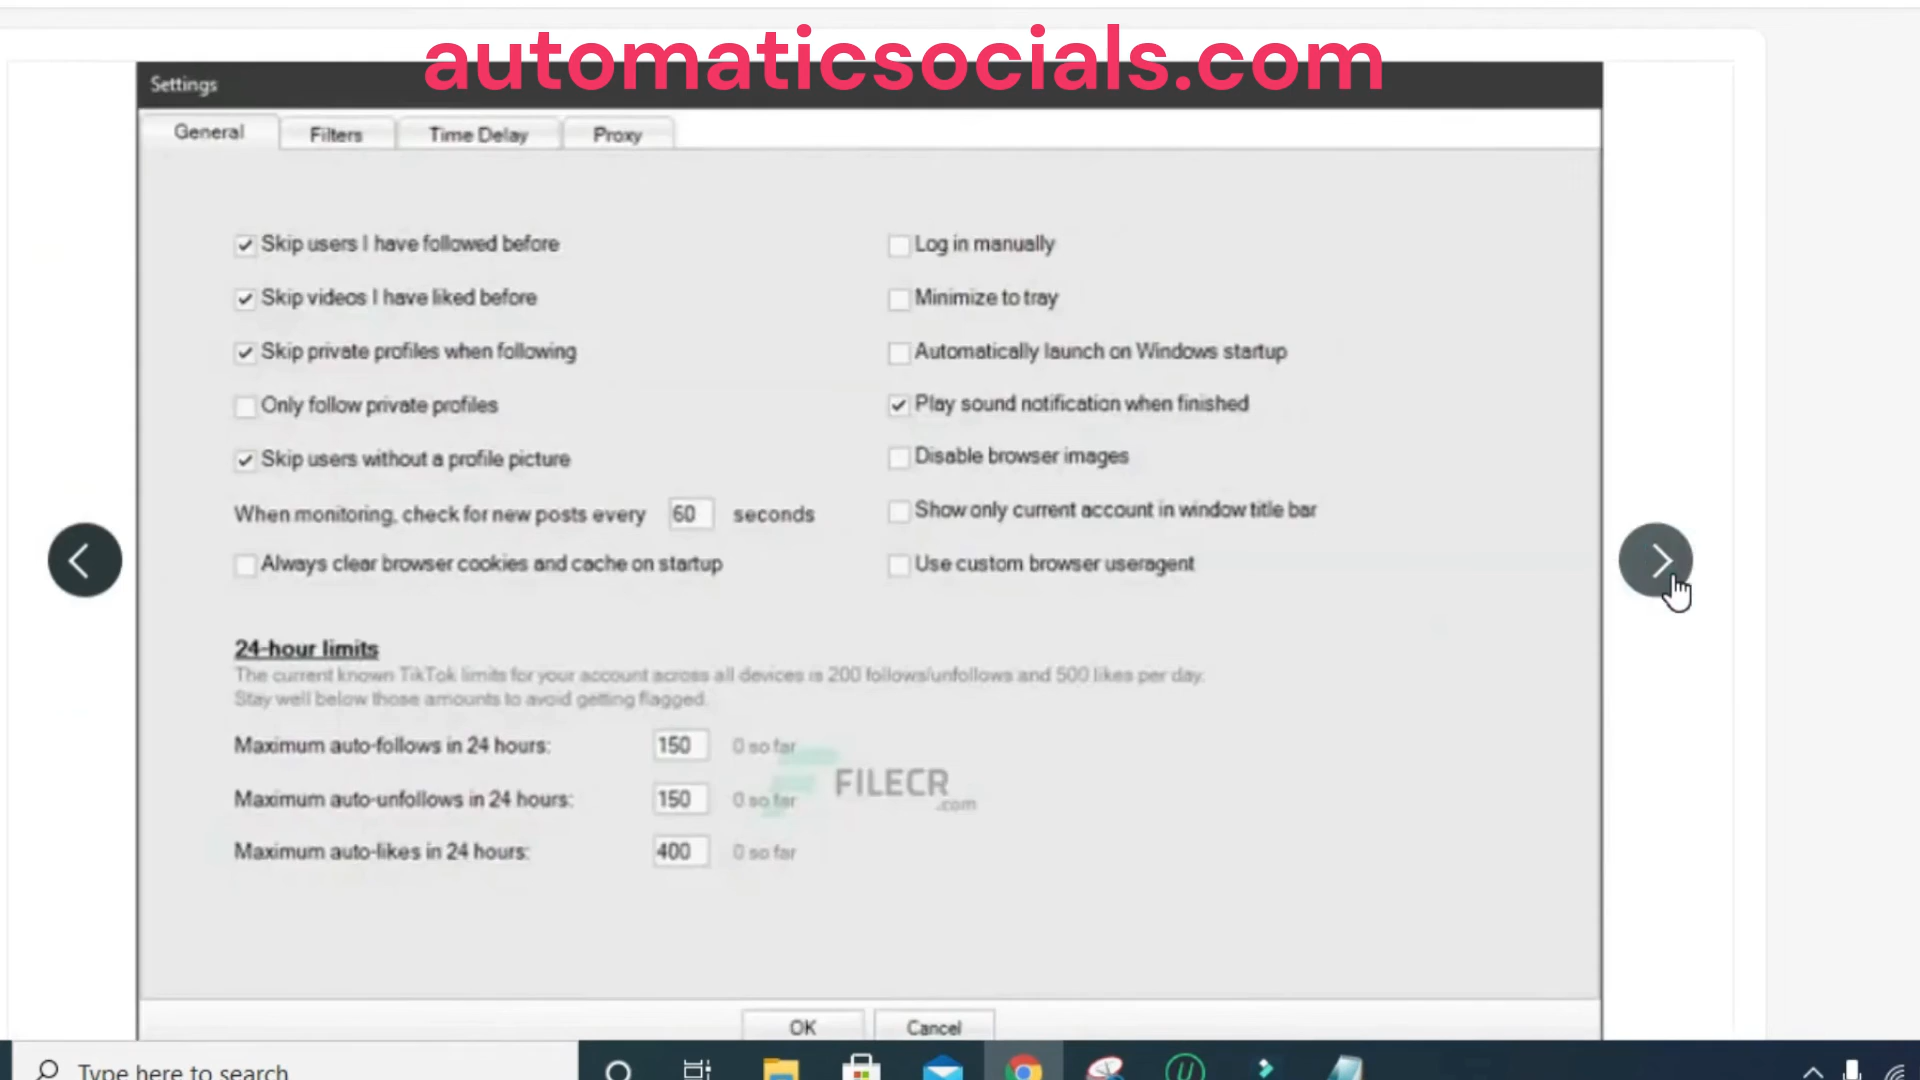 automaticsocials.com
Settings
General
Filters
Time Delay
Proxy
Skip users I have followed before
Log in manually
Skip videos I have liked before
Minimize to tray
Skip private profiles when following
Automatically launch on Windows startup
Only follow private profiles
Play sound notification when finished
Skip users without a profile picture
Disable browser images
When monitoring, check for new posts every 60 seconds
Show only current account in window title bar
Always clear browser cookies and cache on startup
Use custom browser useragent
24-hour limits
The current known TikTok limits for your account across all devices is 200 follows/unfollows and 500 likes per day.
Stay well below those amounts to avoid getting flagged.
Maximum auto-follows in 24 hours: 150 0 so far
FILECR
.com
Maximum auto-unfollows in 24 hours: 150 0 so far
Maximum auto-likes in 24 hours: 400 0 so far
OK
Cancel
Type here to search